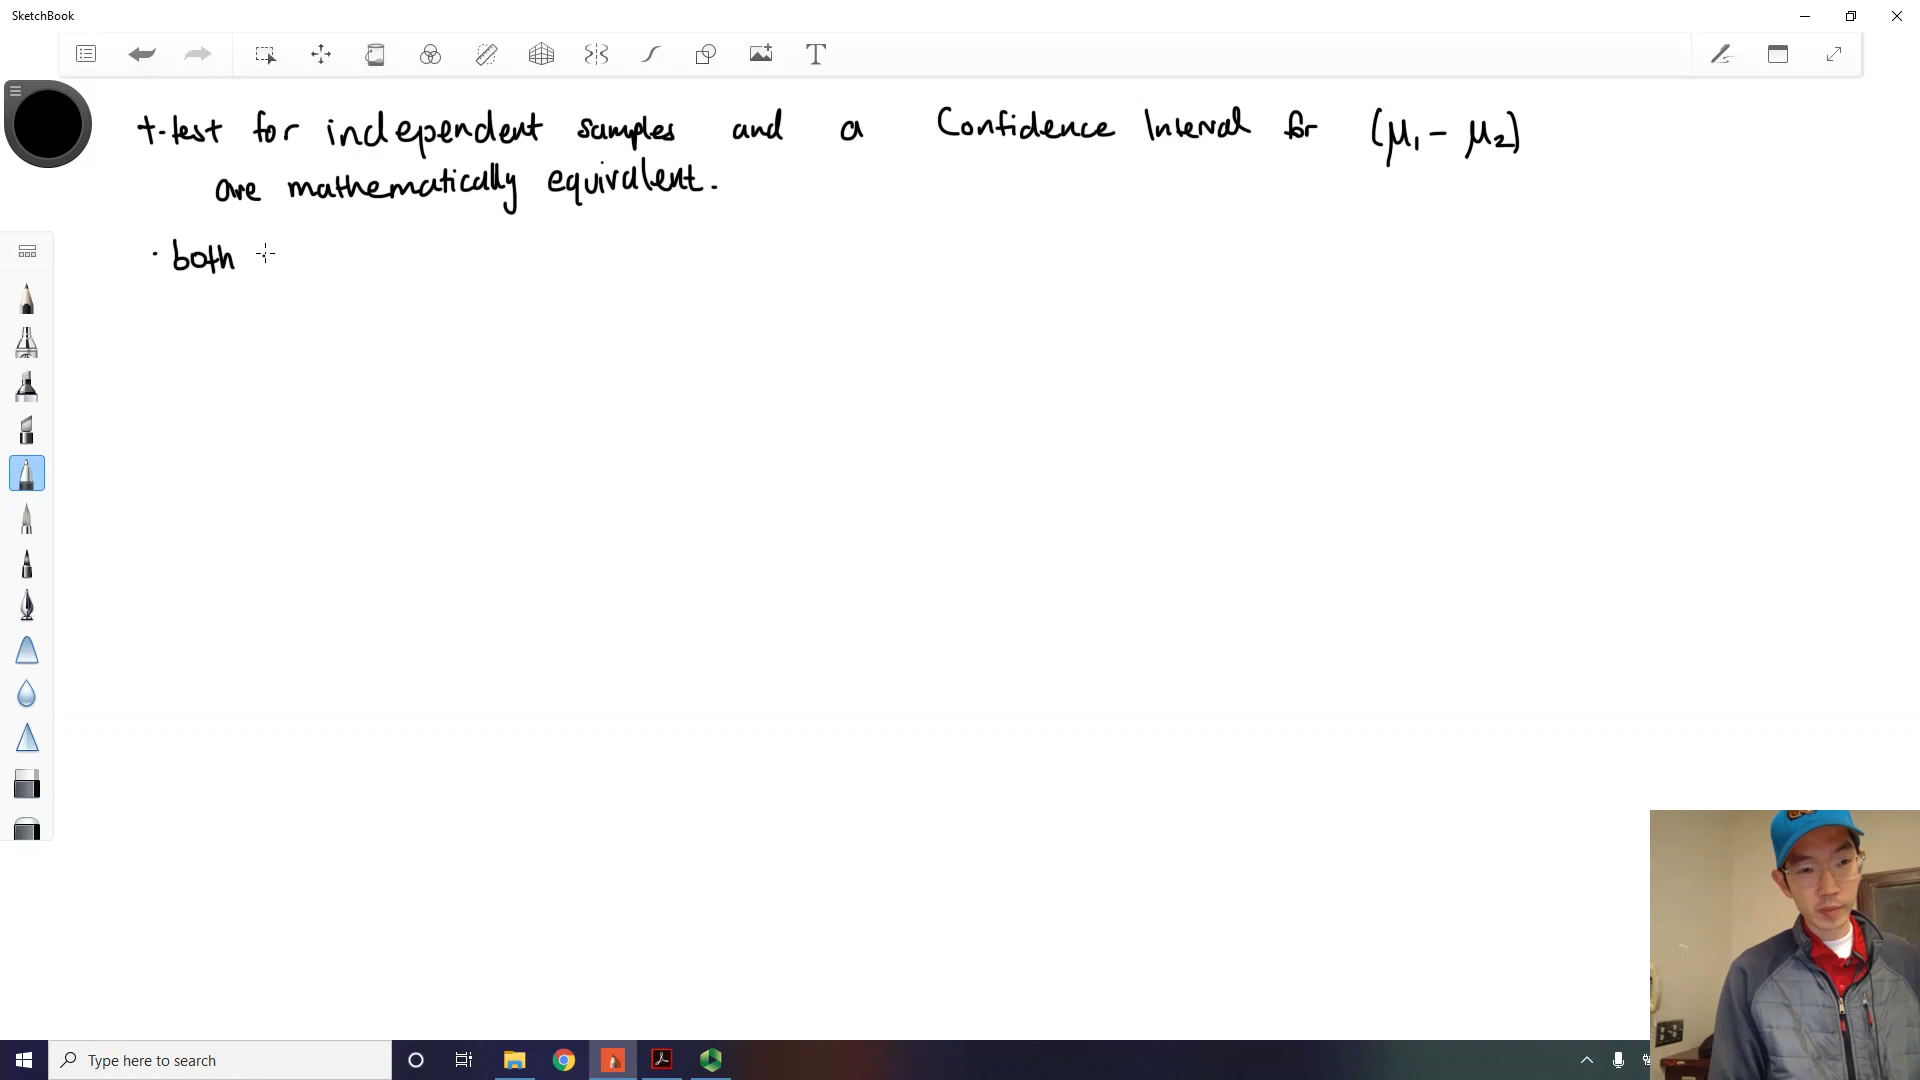 SketchBook
t-test for independent samples and a Confidence Interval for (μ₁ - μ₂)
are mathematically equivalent.
· both
Type here to search